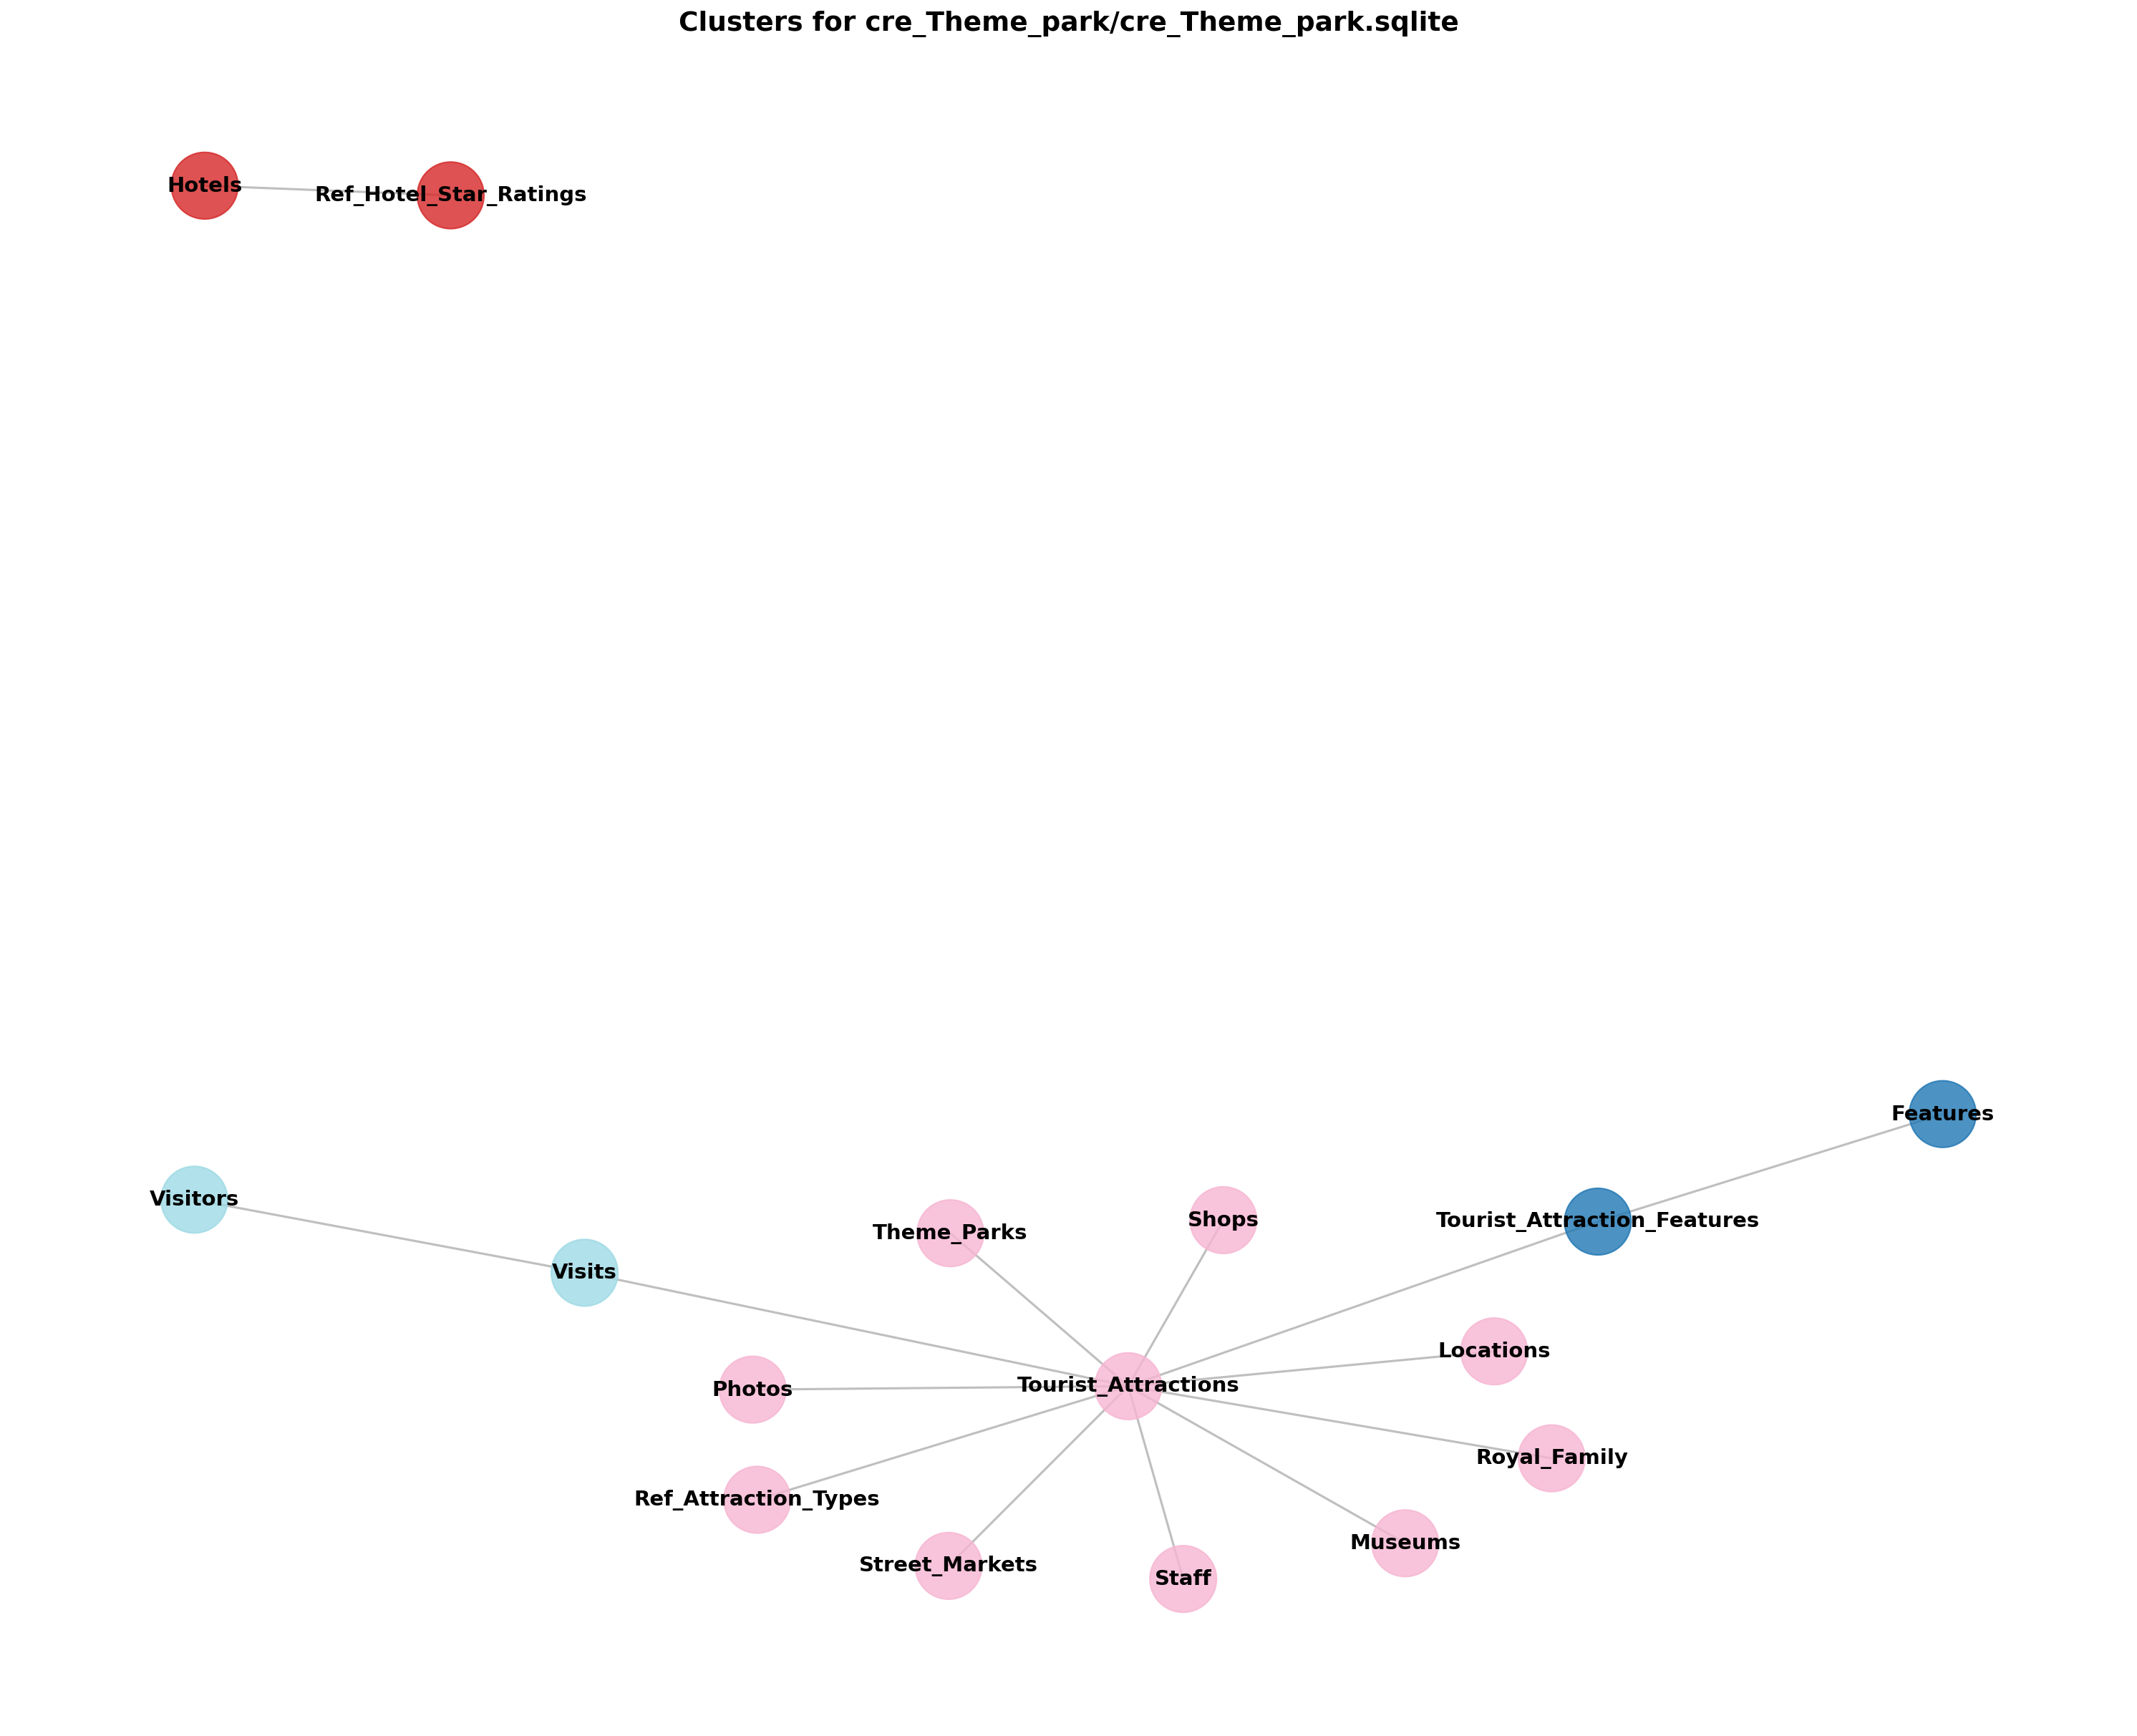 Clusters for cre_Theme_park/cre_Theme_park.sqlite
Hotels
Ref_Hotel_Star_Ratings
Features
Visitors
Tourist_Attraction_Features
Shops
Theme_Parks
Visits
Locations
Tourist_Attractions
Photos
Royal_Family
Ref_Attraction_Types
Museums
Street_Markets
Staff